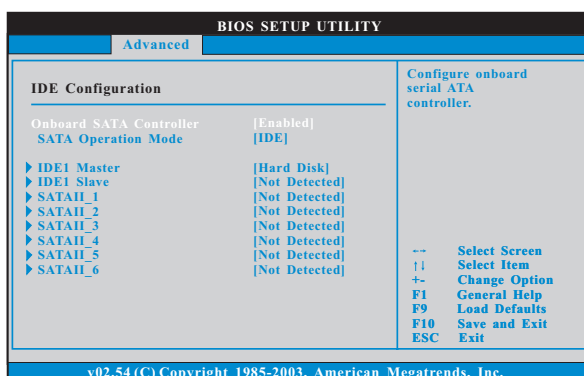 BIOS SETUP UTILITY
Advanced
IDE Configuration
Onboard SATA Controller [Enabled]
SATA Operation Mode [IDE]
IDE1 Master [Hard Disk]
IDE1 Slave [Not Detected]
SATAII_1 [Not Detected]
SATAII_2 [Not Detected]
SATAII_3 [Not Detected]
SATAII_4 [Not Detected]
SATAII_5 [Not Detected]
SATAII_6 [Not Detected]
Configure onboard
serial ATA
controller.
←→ Select Screen
↑↓ Select Item
+- Change Option
F1 General Help
F9 Load Defaults
F10 Save and Exit
ESC Exit
v02.54 (C) Copyright 1985-2003, American Megatrends, Inc.